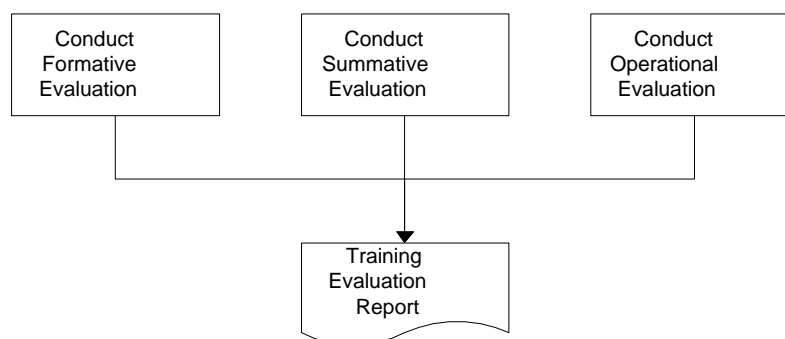 Conduct
Formative
Evaluation
Conduct
Summative
Evaluation
Conduct
Operational
Evaluation
Training
Evaluation
Report